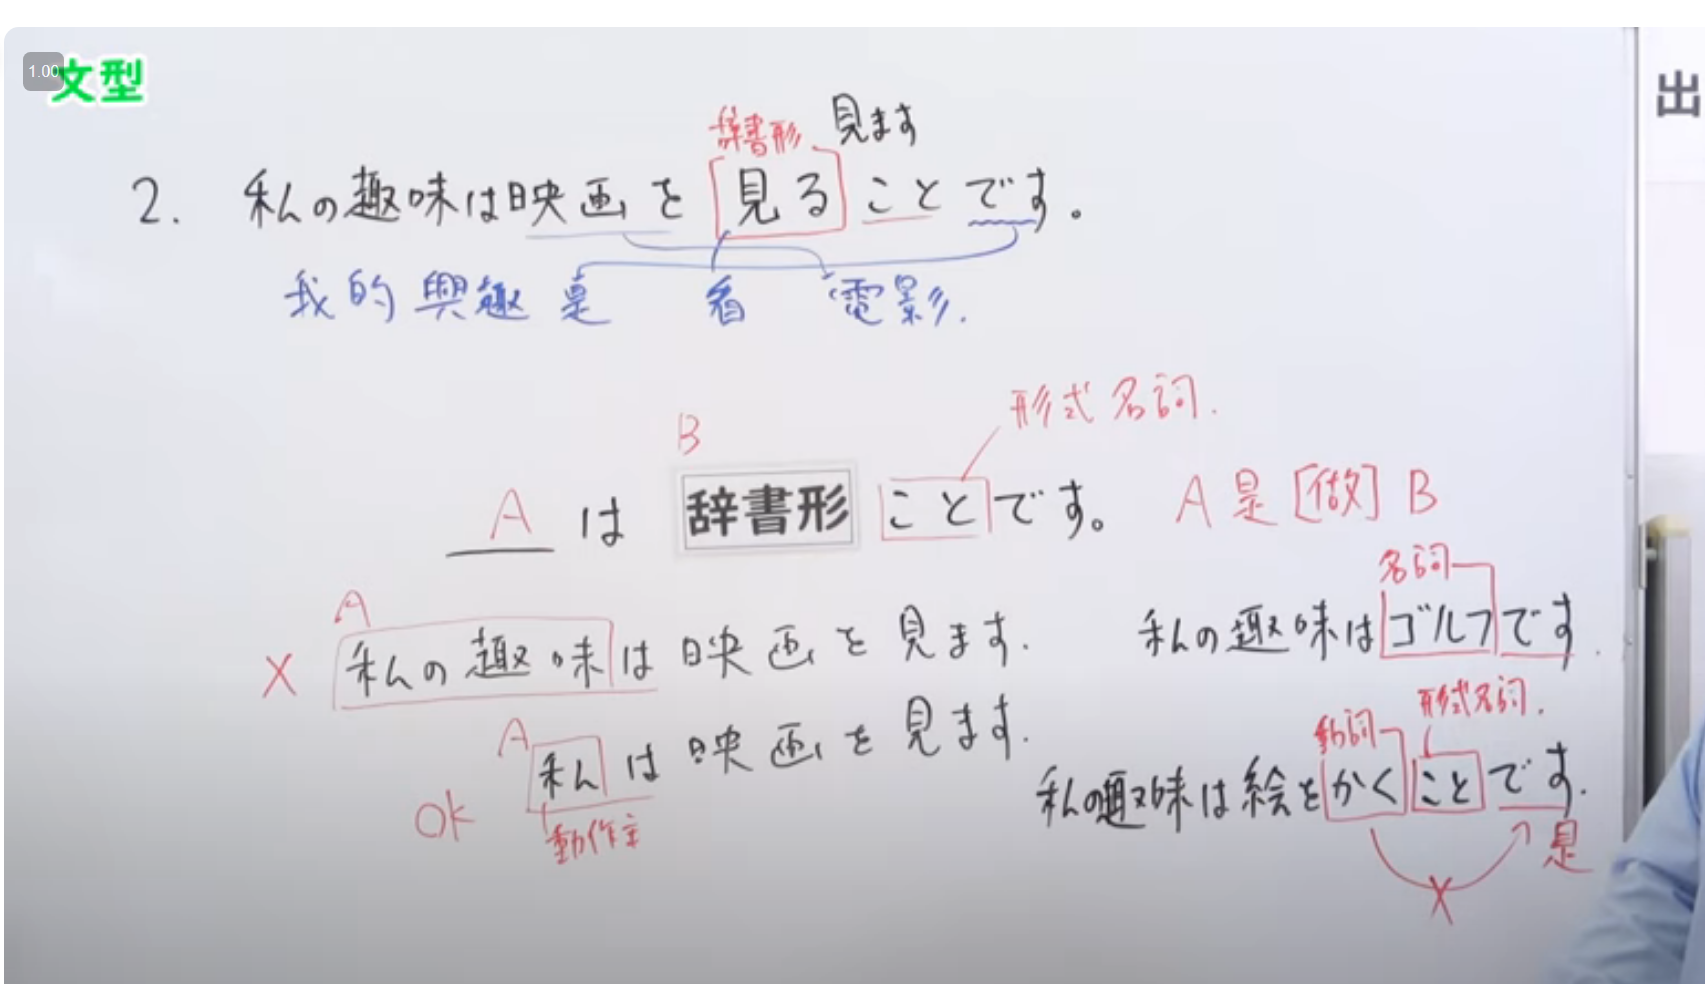 1.00
文型
出
辞書形 見ます
2. 私の趣味は映画を見ることです。
我的興趣是 看 電影.
形式名詞.
B
A は 辞書形 ことです。 A是[做]B
名詞
A
X 私の趣味は映画を見ます.
私の趣味はゴルフです.
形式名詞.
動詞
A
OK 私は映画を見ます.
動作主
私の趣味は絵をかくことです.
是
X